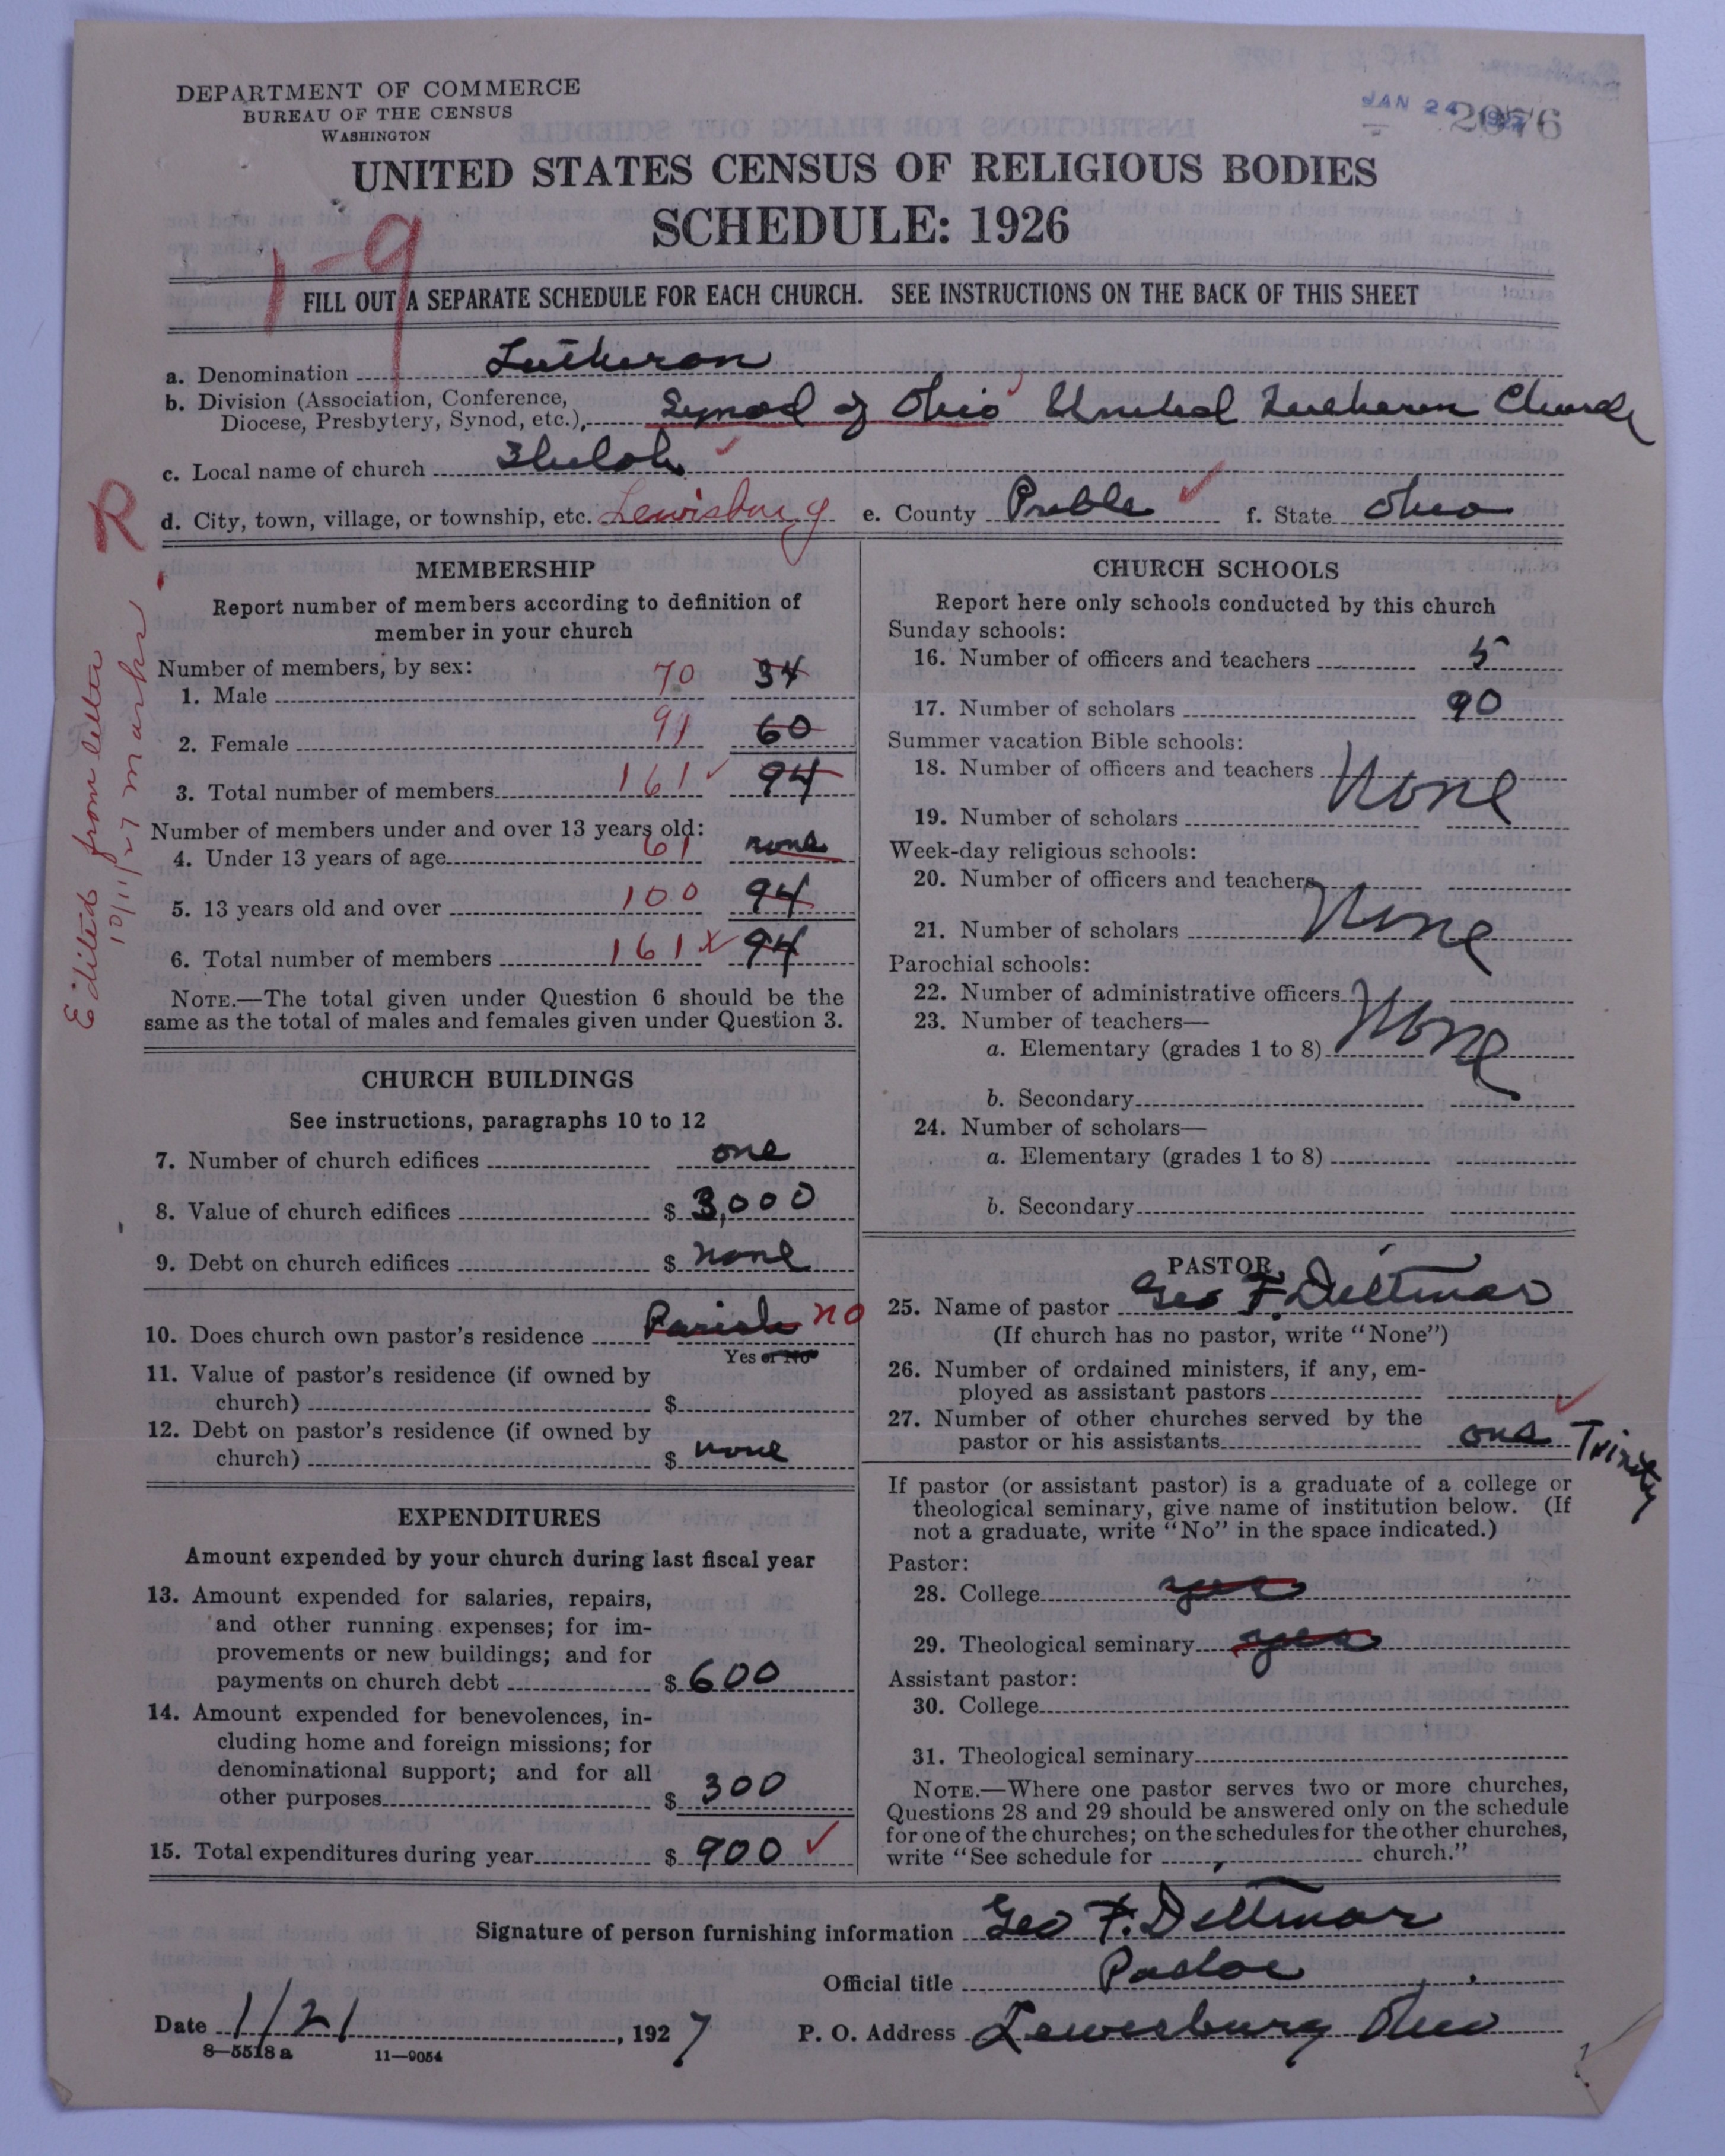 DEPARTMENT OF COMMERCE
BUREAU OF THE CENSUS
WASHINGTON
JAN 24
2076
UNITED STATES CENSUS OF RELIGIOUS BODIES
SCHEDULE: 1926
1-9
FILL OUT A SEPARATE SCHEDULE FOR EACH CHURCH. SEE INSTRUCTIONS ON THE BACK OF THIS SHEET
a. Denomination Lutheran
b. Division (Association, Conference,
Diocese, Presbytery, Synod, etc.), Synod of Ohio United Lutheran Church
c. Local name of church
d. City, town, village, or township, etc. Lewisburg e. County Preble f. State Ohio
R
Edited from letter
10/11/27 marks
MEMBERSHIP
Report number of members according to definition of
member in your church
Number of members, by sex:
1. Male 70 34
2. Female 91 60
3. Total number of members 161 94
Number of members under and over 13 years old:
4. Under 13 years of age 61 none
5. 13 years old and over 100 94
6. Total number of members 161 94
NOTE.—The total given under Question 6 should be the
same as the total of males and females given under Question 3.
CHURCH BUILDINGS
See instructions, paragraphs 10 to 12
7. Number of church edifices one
8. Value of church edifices $ 3,000
9. Debt on church edifices $ none
10. Does church own pastor's residence Parish no
Yes or No
11. Value of pastor's residence (if owned by
church) $
12. Debt on pastor's residence (if owned by
church) $ none
EXPENDITURES
Amount expended by your church during last fiscal year
13. Amount expended for salaries, repairs,
and other running expenses; for im-
provements or new buildings; and for
payments on church debt $ 600
14. Amount expended for benevolences, in-
cluding home and foreign missions; for
denominational support; and for all
other purposes $ 300
15. Total expenditures during year $ 900
CHURCH SCHOOLS
Report here only schools conducted by this church
Sunday schools:
16. Number of officers and teachers 5
17. Number of scholars 90
Summer vacation Bible schools:
18. Number of officers and teachers None
19. Number of scholars
Week-day religious schools:
20. Number of officers and teachers None
21. Number of scholars
Parochial schools:
22. Number of administrative officers None
23. Number of teachers—
a. Elementary (grades 1 to 8)
b. Secondary
24. Number of scholars—
a. Elementary (grades 1 to 8)
b. Secondary
PASTOR
25. Name of pastor Geo F. Dittmar
(If church has no pastor, write "None")
26. Number of ordained ministers, if any, em-
ployed as assistant pastors
27. Number of other churches served by the
pastor or his assistants one Trinity
If pastor (or assistant pastor) is a graduate of a college or
theological seminary, give name of institution below. (If
not a graduate, write "No" in the space indicated.)
Pastor:
28. College yes
29. Theological seminary yes
Assistant pastor:
30. College
31. Theological seminary
NOTE.—Where one pastor serves two or more churches,
Questions 28 and 29 should be answered only on the schedule
for one of the churches; on the schedules for the other churches,
write "See schedule for church."
Signature of person furnishing information Geo F. Dittmar
Official title Pastor
Date 1/21, 1927 P. O. Address Lewisburg Ohio
8—5518 a 11—9054